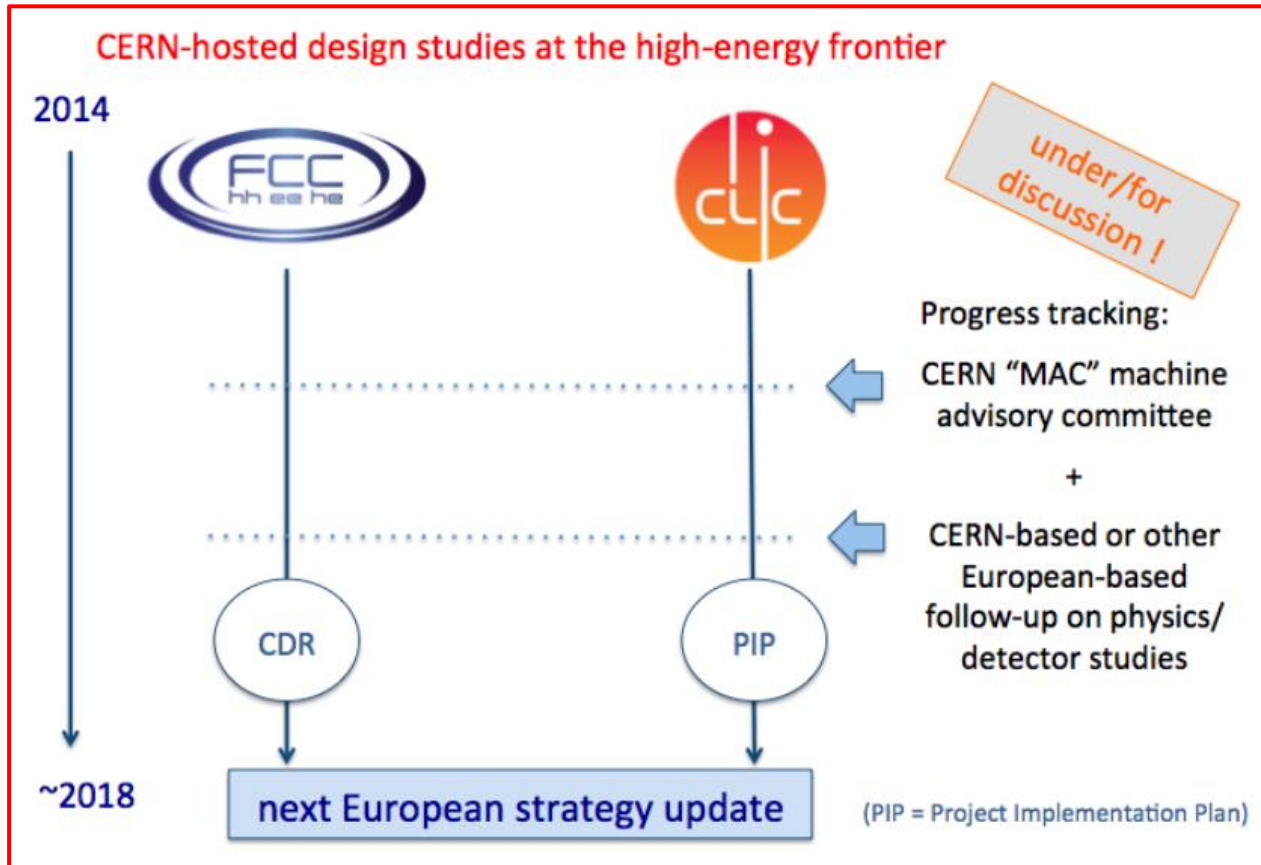 CERN-hosted design studies at the high-energy frontier
2014
FCC
hh ee he
clic
under/for
discussion !
Progress tracking:
CERN “MAC” machine
advisory committee
+
CERN-based or other
European-based
follow-up on physics/
detector studies
CDR
PIP
~2018
next European strategy update
(PIP = Project Implementation Plan)